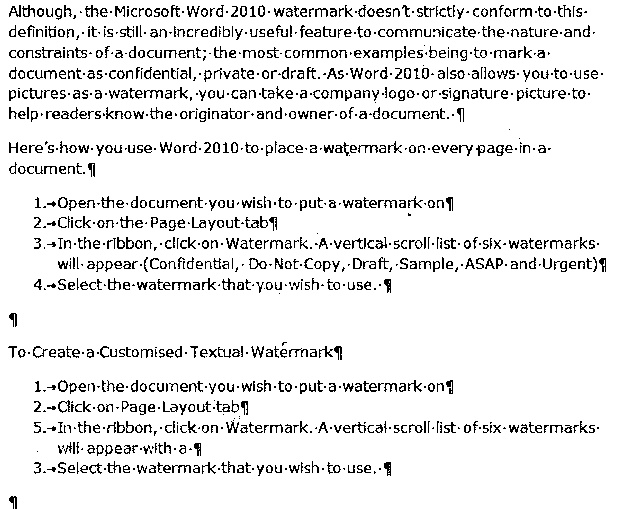 Although, the Microsoft Word 2010 watermark doesn't strictly conform to this
definition, it is still an incredibly useful feature to communicate the nature and
constraints of a document; the most common examples being to mark a
document as confidential, private or draft. As Word 2010 also allows you to use
pictures as a watermark, you can take a company logo or signature picture to
help readers know the originator and owner of a document. ¶
Here's how you use Word 2010 to place a watermark on every page in a
document.¶
1.→Open the document you wish to put a watermark on¶
2.→Click on the Page Layout tab¶
3.→In the ribbon, click on Watermark. A vertical scroll list of six watermarks
will appear (Confidential, Do Not Copy, Draft, Sample, ASAP and Urgent)¶
4.→Select the watermark that you wish to use. ¶
¶
To Create a Customised Textual Watermark¶
1.→Open the document you wish to put a watermark on¶
2.→Click on Page Layout tab¶
5.→In the ribbon, click on Watermark. A vertical scroll list of six watermarks
will appear with a ¶
3.→Select the watermark that you wish to use. ¶
¶